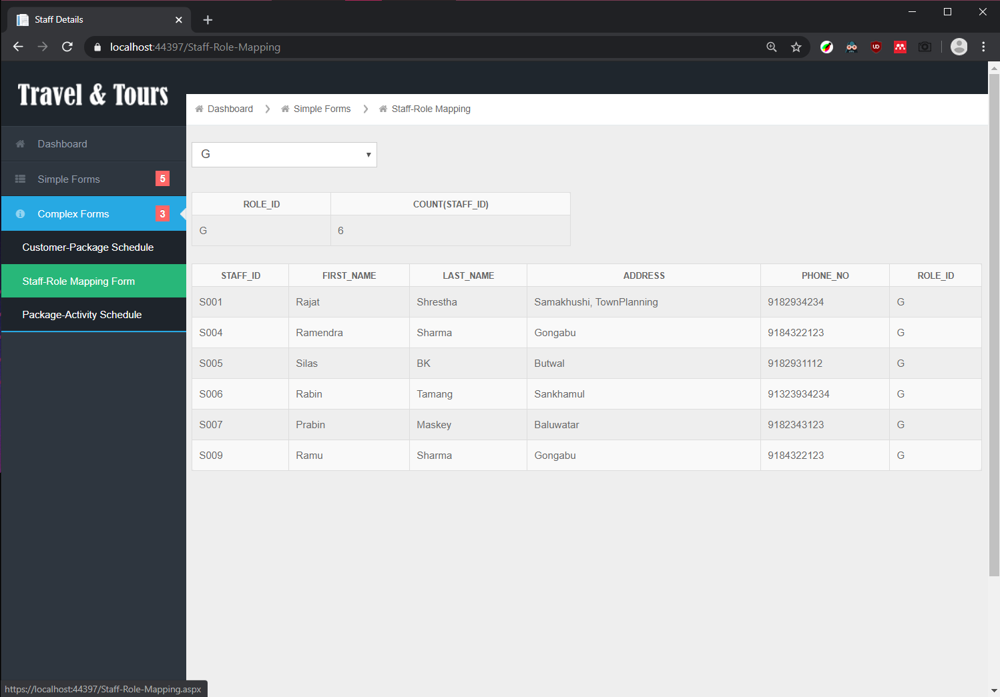 Staff Details
localhost:44397/Staff-Role-Mapping
Travel & Tours
Dashboard Simple Forms Staff-Role Mapping
Dashboard
Simple Forms 5
Complex Forms 3
Customer-Package Schedule
Staff-Role Mapping Form
Package-Activity Schedule
G
ROLE_ID COUNT(STAFF_ID)
G 6
STAFF_ID FIRST_NAME LAST_NAME ADDRESS PHONE_NO ROLE_ID
S001 Rajat Shrestha Samakhushi, TownPlanning 9182934234 G
S004 Ramendra Sharma Gongabu 9184322123 G
S005 Silas BK Butwal 9182931112 G
S006 Rabin Tamang Sankhamul 91323934234 G
S007 Prabin Maskey Baluwatar 9182343123 G
S009 Ramu Sharma Gongabu 9184322123 G
https://localhost:44397/Staff-Role-Mapping.aspx